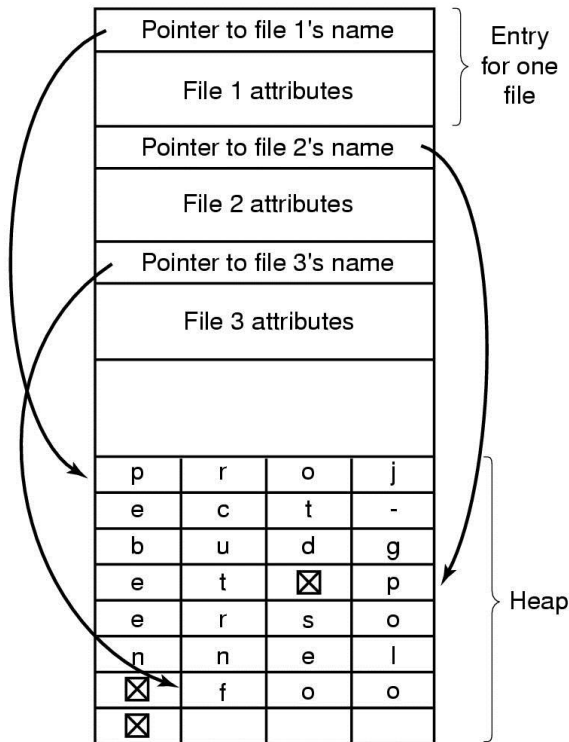 Pointer to file 1's name
Entry
for one
file
File 1 attributes
Pointer to file 2's name
File 2 attributes
Pointer to file 3's name
File 3 attributes
p r o j
e c t -
b u d g
e t ☒ p
e r s o
Heap
n n e l
☒ f o o
☒